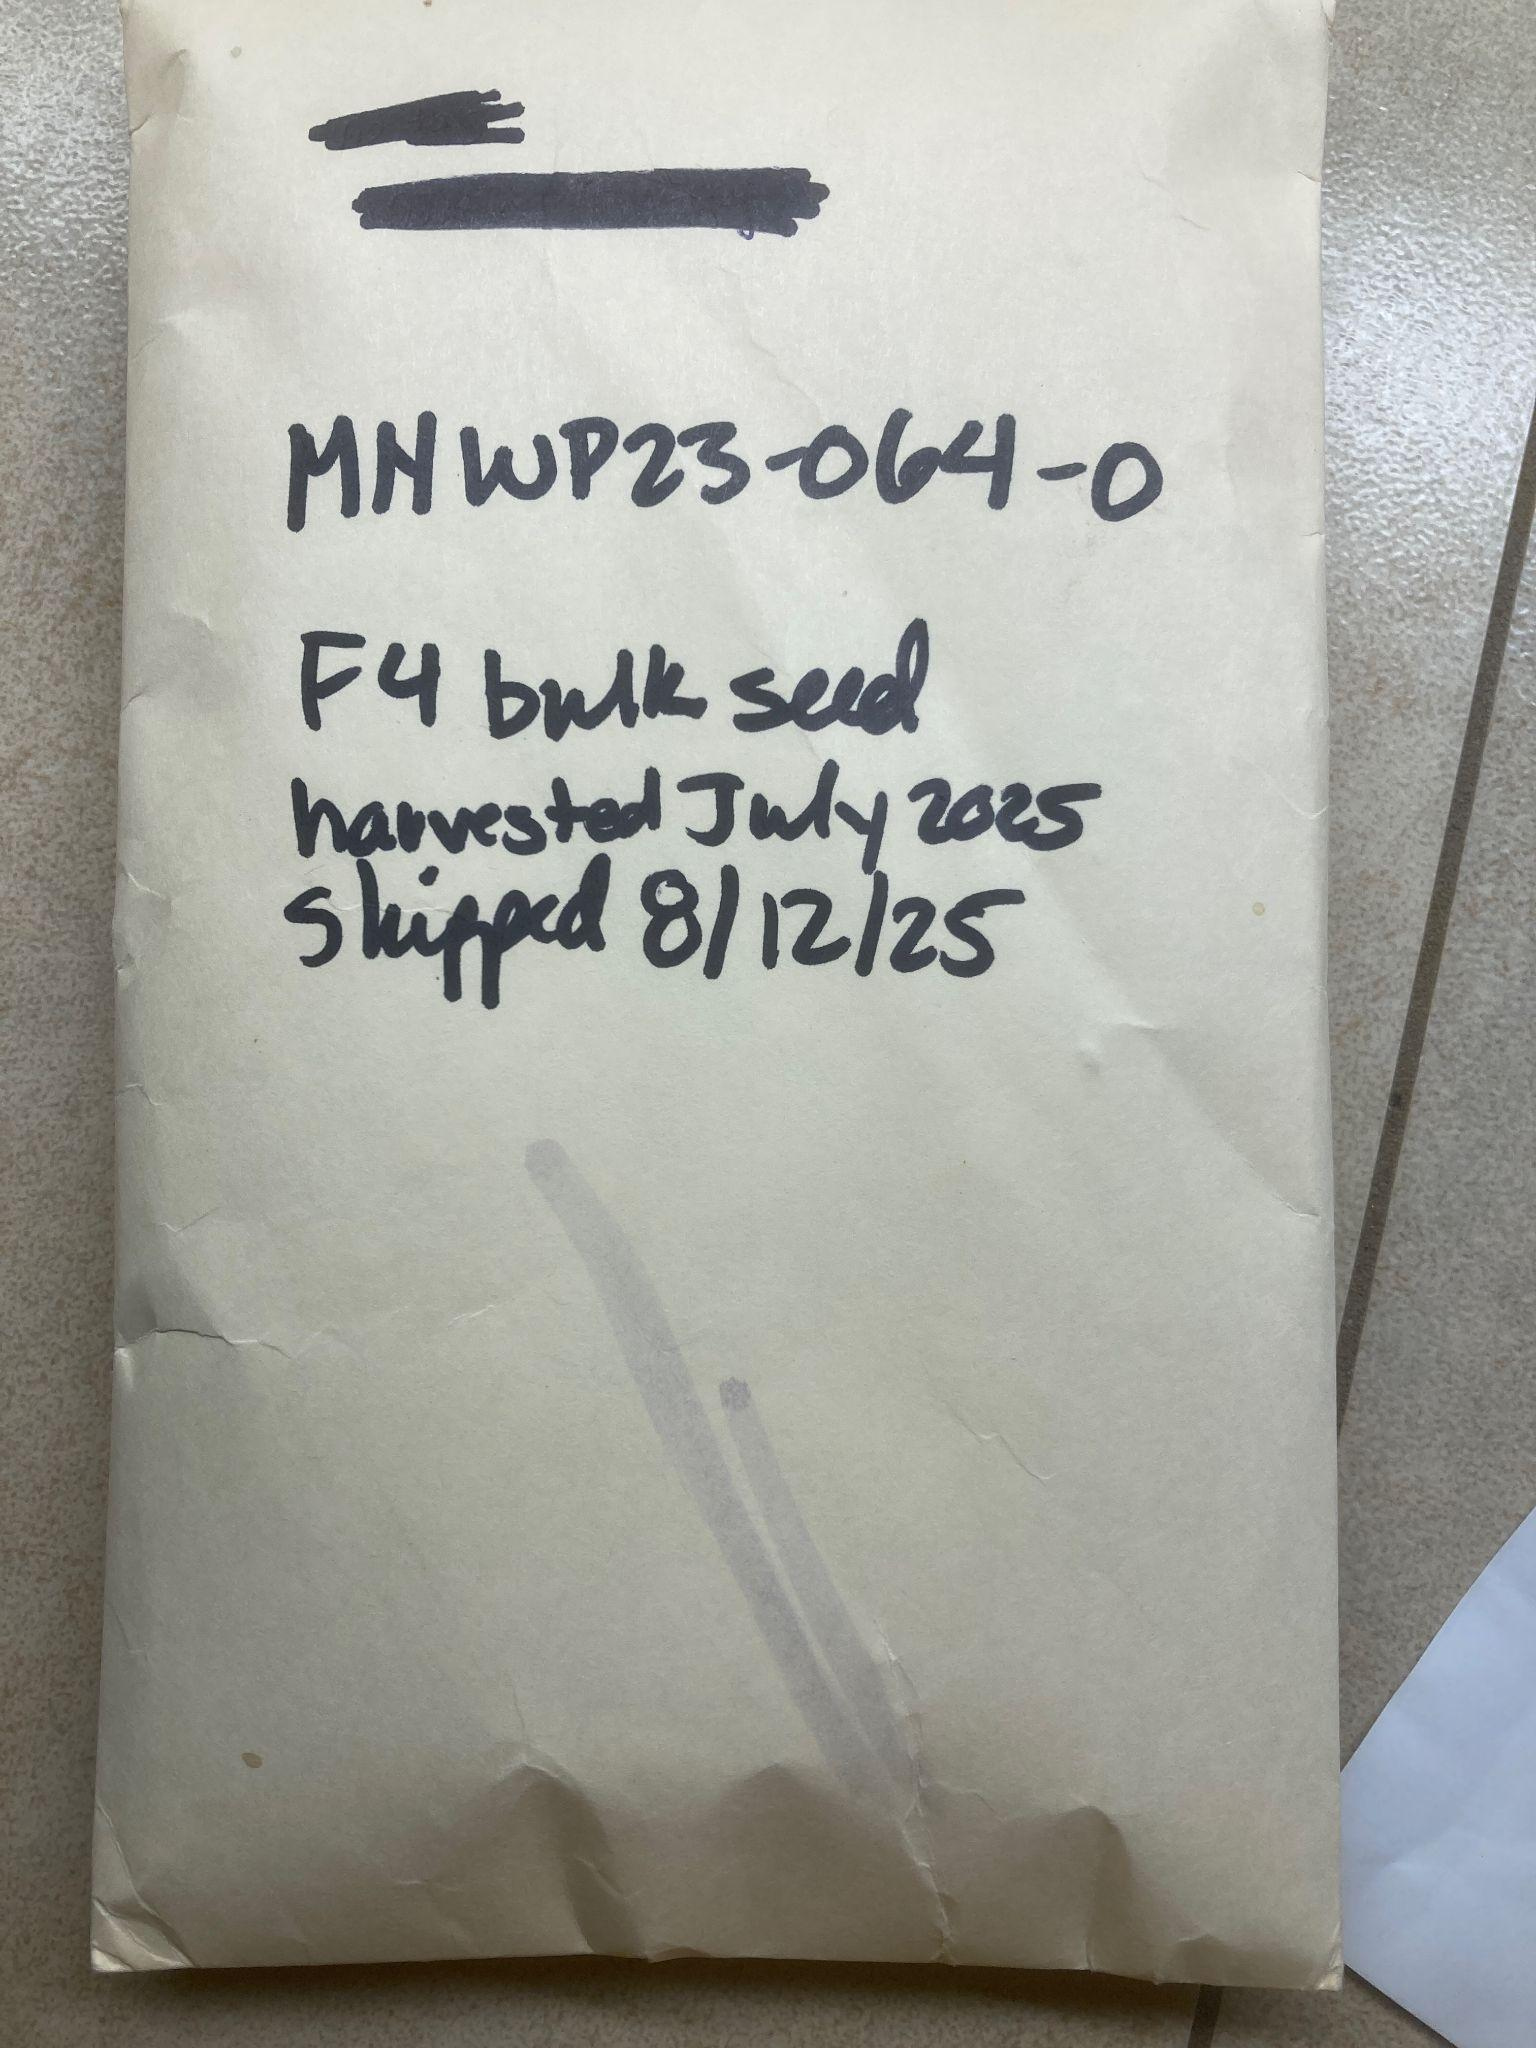 MNWP23-064-0
F4 bulk seed
harvested July 2025
shipped 8/12/25